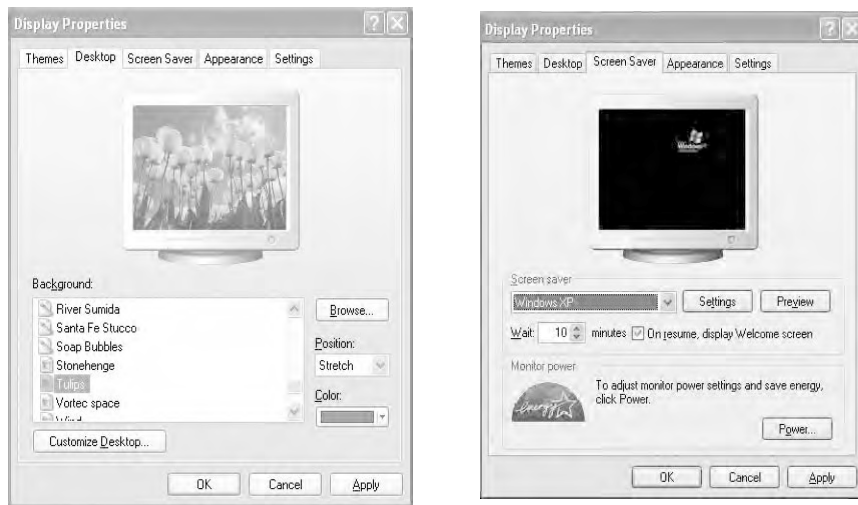 Display Properties
Themes Desktop Screen Saver Appearance Settings
Background:
River Sumida
Santa Fe Stucco
Soap Bubbles
Stonehenge
Tulips
Vortec space
Wind
Browse...
Position:
Stretch
Color:
Customize Desktop...
OK Cancel Apply
Display Properties
Themes Desktop Screen Saver Appearance Settings
Windows
Screen saver
Windows XP
Settings Preview
Wait: 10 minutes On resume, display Welcome screen
Monitor power
energy
To adjust monitor power settings and save energy,
click Power.
Power...
OK Cancel Apply